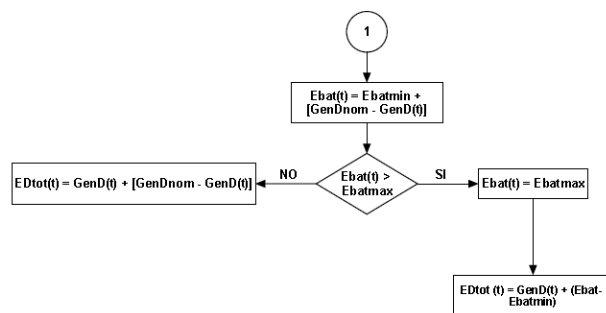 1
Ebat(t) = Ebatmin +
[GenDnom - GenD(t)]
Ebat(t) >
Ebatmax
NO
SI
EDtot(t) = GenD(t) + [GenDnom - GenD(t)]
Ebat(t) = Ebatmax
EDtot (t) = GenD(t) + (Ebat-
Ebatmin)